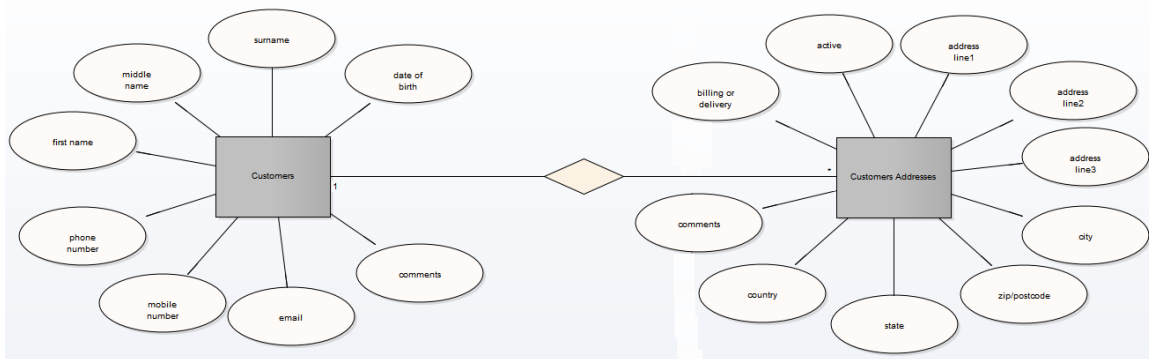 surname
middle
name
date of
birth
first name
Customers
1
phone
number
mobile
number
email
comments
active
address
line1
billing or
delivery
address
line2
address
line3
*
Customers Addresses
comments
city
country
state
zip/postcode